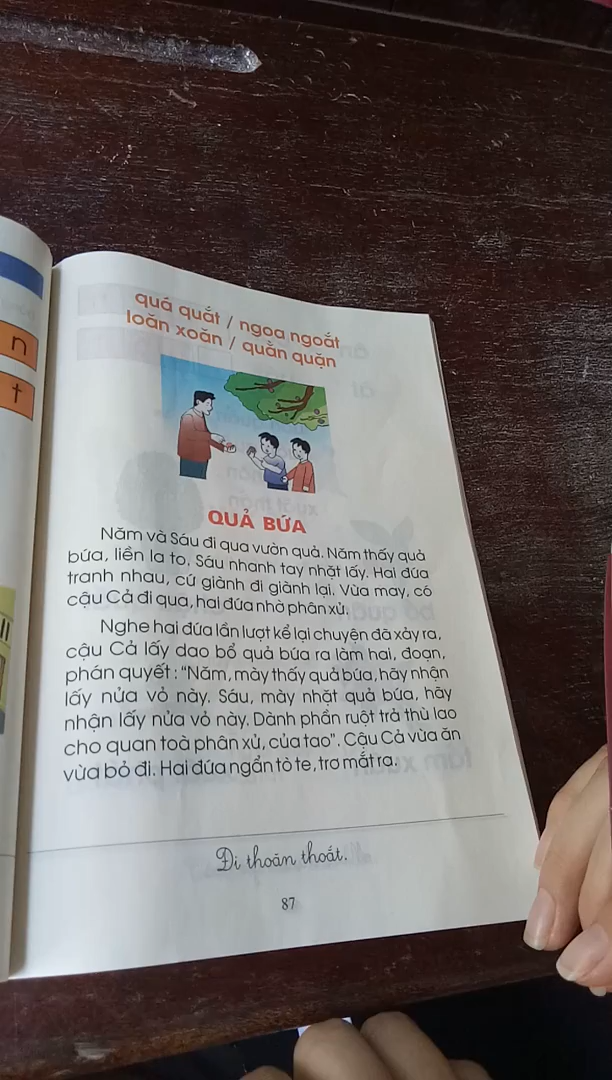 n
t
quá quắt / ngoa ngoắt
loăn xoăn / quằn quặn
QUẢ BỨA
Năm và Sáu đi qua vườn quả. Năm thấy quả
bứa, liền la to. Sáu nhanh tay nhặt lấy. Hai đứa
tranh nhau, cứ giành đi giành lại. Vừa may, có
cậu Cả đi qua, hai đứa nhờ phân xử.
Nghe hai đứa lần lượt kể lại chuyện đã xảy ra,
cậu Cả lấy dao bổ quả bứa ra làm hai, đoạn,
phán quyết : "Năm, mày thấy quả bứa, hãy nhận
lấy nửa vỏ này. Sáu, mày nhặt quả bứa, hãy
nhận lấy nửa vỏ này. Dành phần ruột trả thù lao
cho quan toà phân xử, của tao". Cậu Cả vừa ăn
vừa bỏ đi. Hai đứa ngẩn tò te, trơ mắt ra.
Đi thoăn thoắt.
87